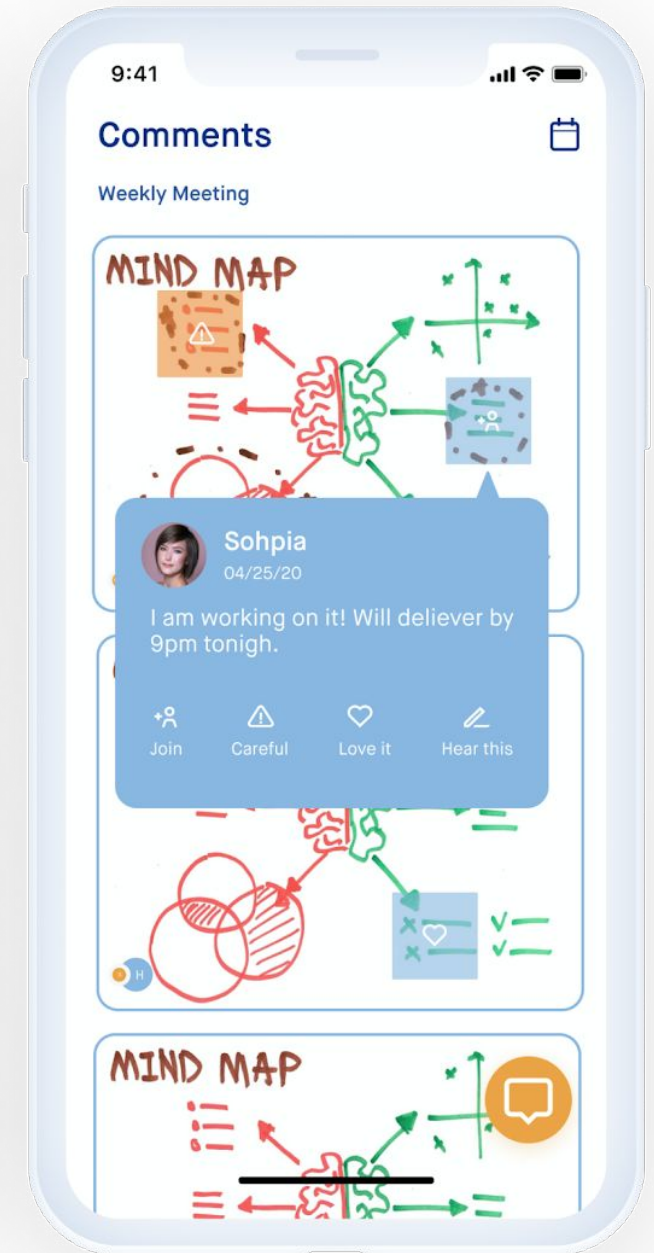 9:41
Comments
Weekly Meeting
MIND MAP
Sohpia
04/25/20
I am working on it! Will deliever by
9pm tonigh.
Join
Careful
Love it
Hear this
H
MIND MAP